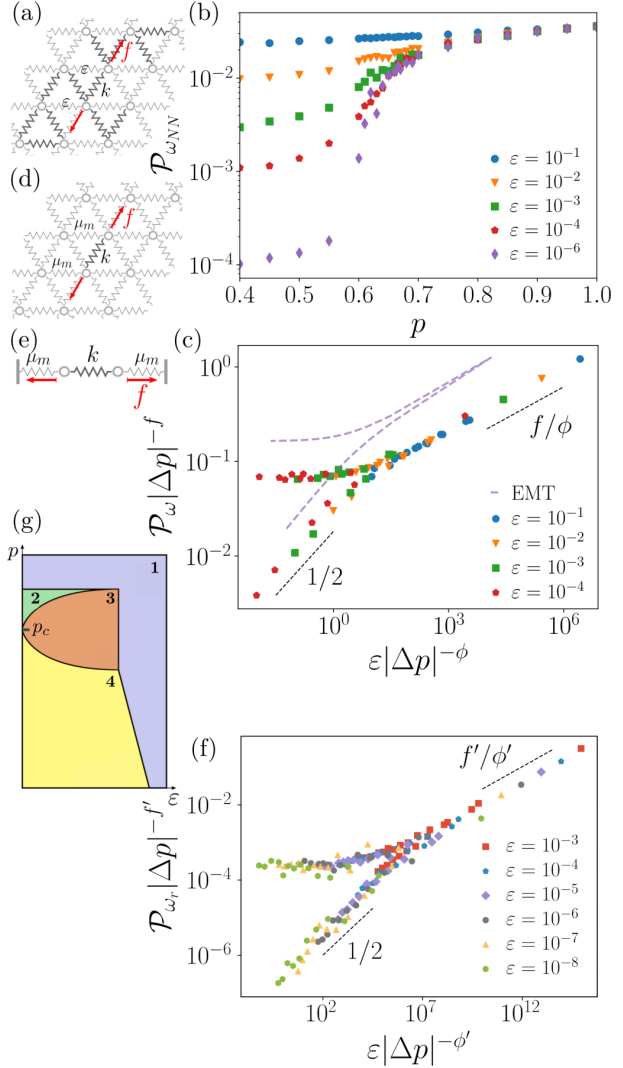 (a)
f
ε
k
ε
(d)
μ_m
f
μ_m
k
(e)
μ_m
k
μ_m
f
(b)
𝒫_{ω_{NN}}
10^{-2}
10^{-3}
10^{-4}
ε = 10^{-1}
ε = 10^{-2}
ε = 10^{-3}
ε = 10^{-4}
ε = 10^{-6}
0.4 0.5 0.6 0.7 0.8 0.9 1.0
p
(c)
𝒫_ω|Δp|^{-f}
10^0
10^{-1}
10^{-2}
f/ϕ
1/2
EMT
ε = 10^{-1}
ε = 10^{-2}
ε = 10^{-3}
ε = 10^{-4}
10^0 10^3 10^6
ε|Δp|^{-ϕ}
(g)
p
1
2
3
p_c
4
ε
(f)
𝒫_{ω_r}|Δp|^{-f′}
10^{-2}
10^{-4}
10^{-6}
f′/ϕ′
1/2
ε = 10^{-3}
ε = 10^{-4}
ε = 10^{-5}
ε = 10^{-6}
ε = 10^{-7}
ε = 10^{-8}
10^2 10^7 10^{12}
ε|Δp|^{-ϕ′}